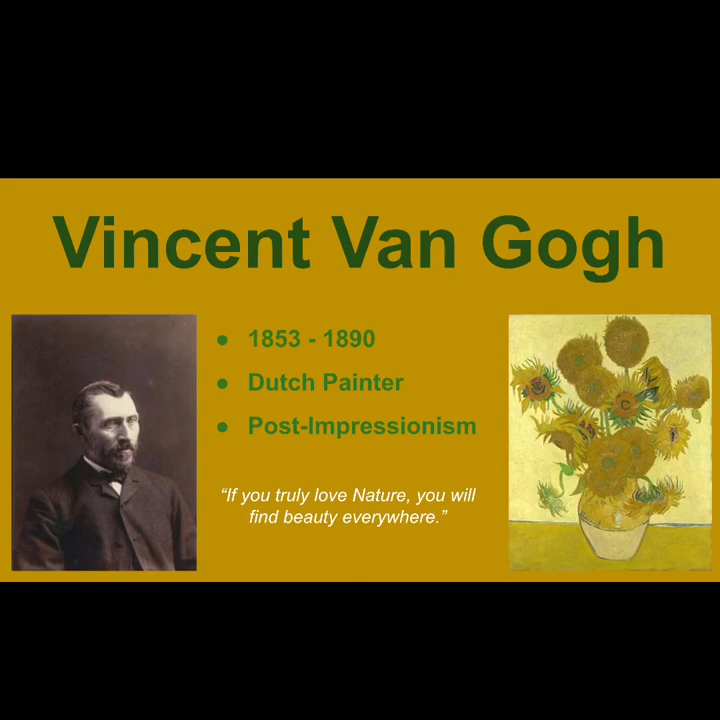 Vincent Van Gogh
● 1853 - 1890
● Dutch Painter
● Post-Impressionism
“If you truly love Nature, you will
find beauty everywhere.”